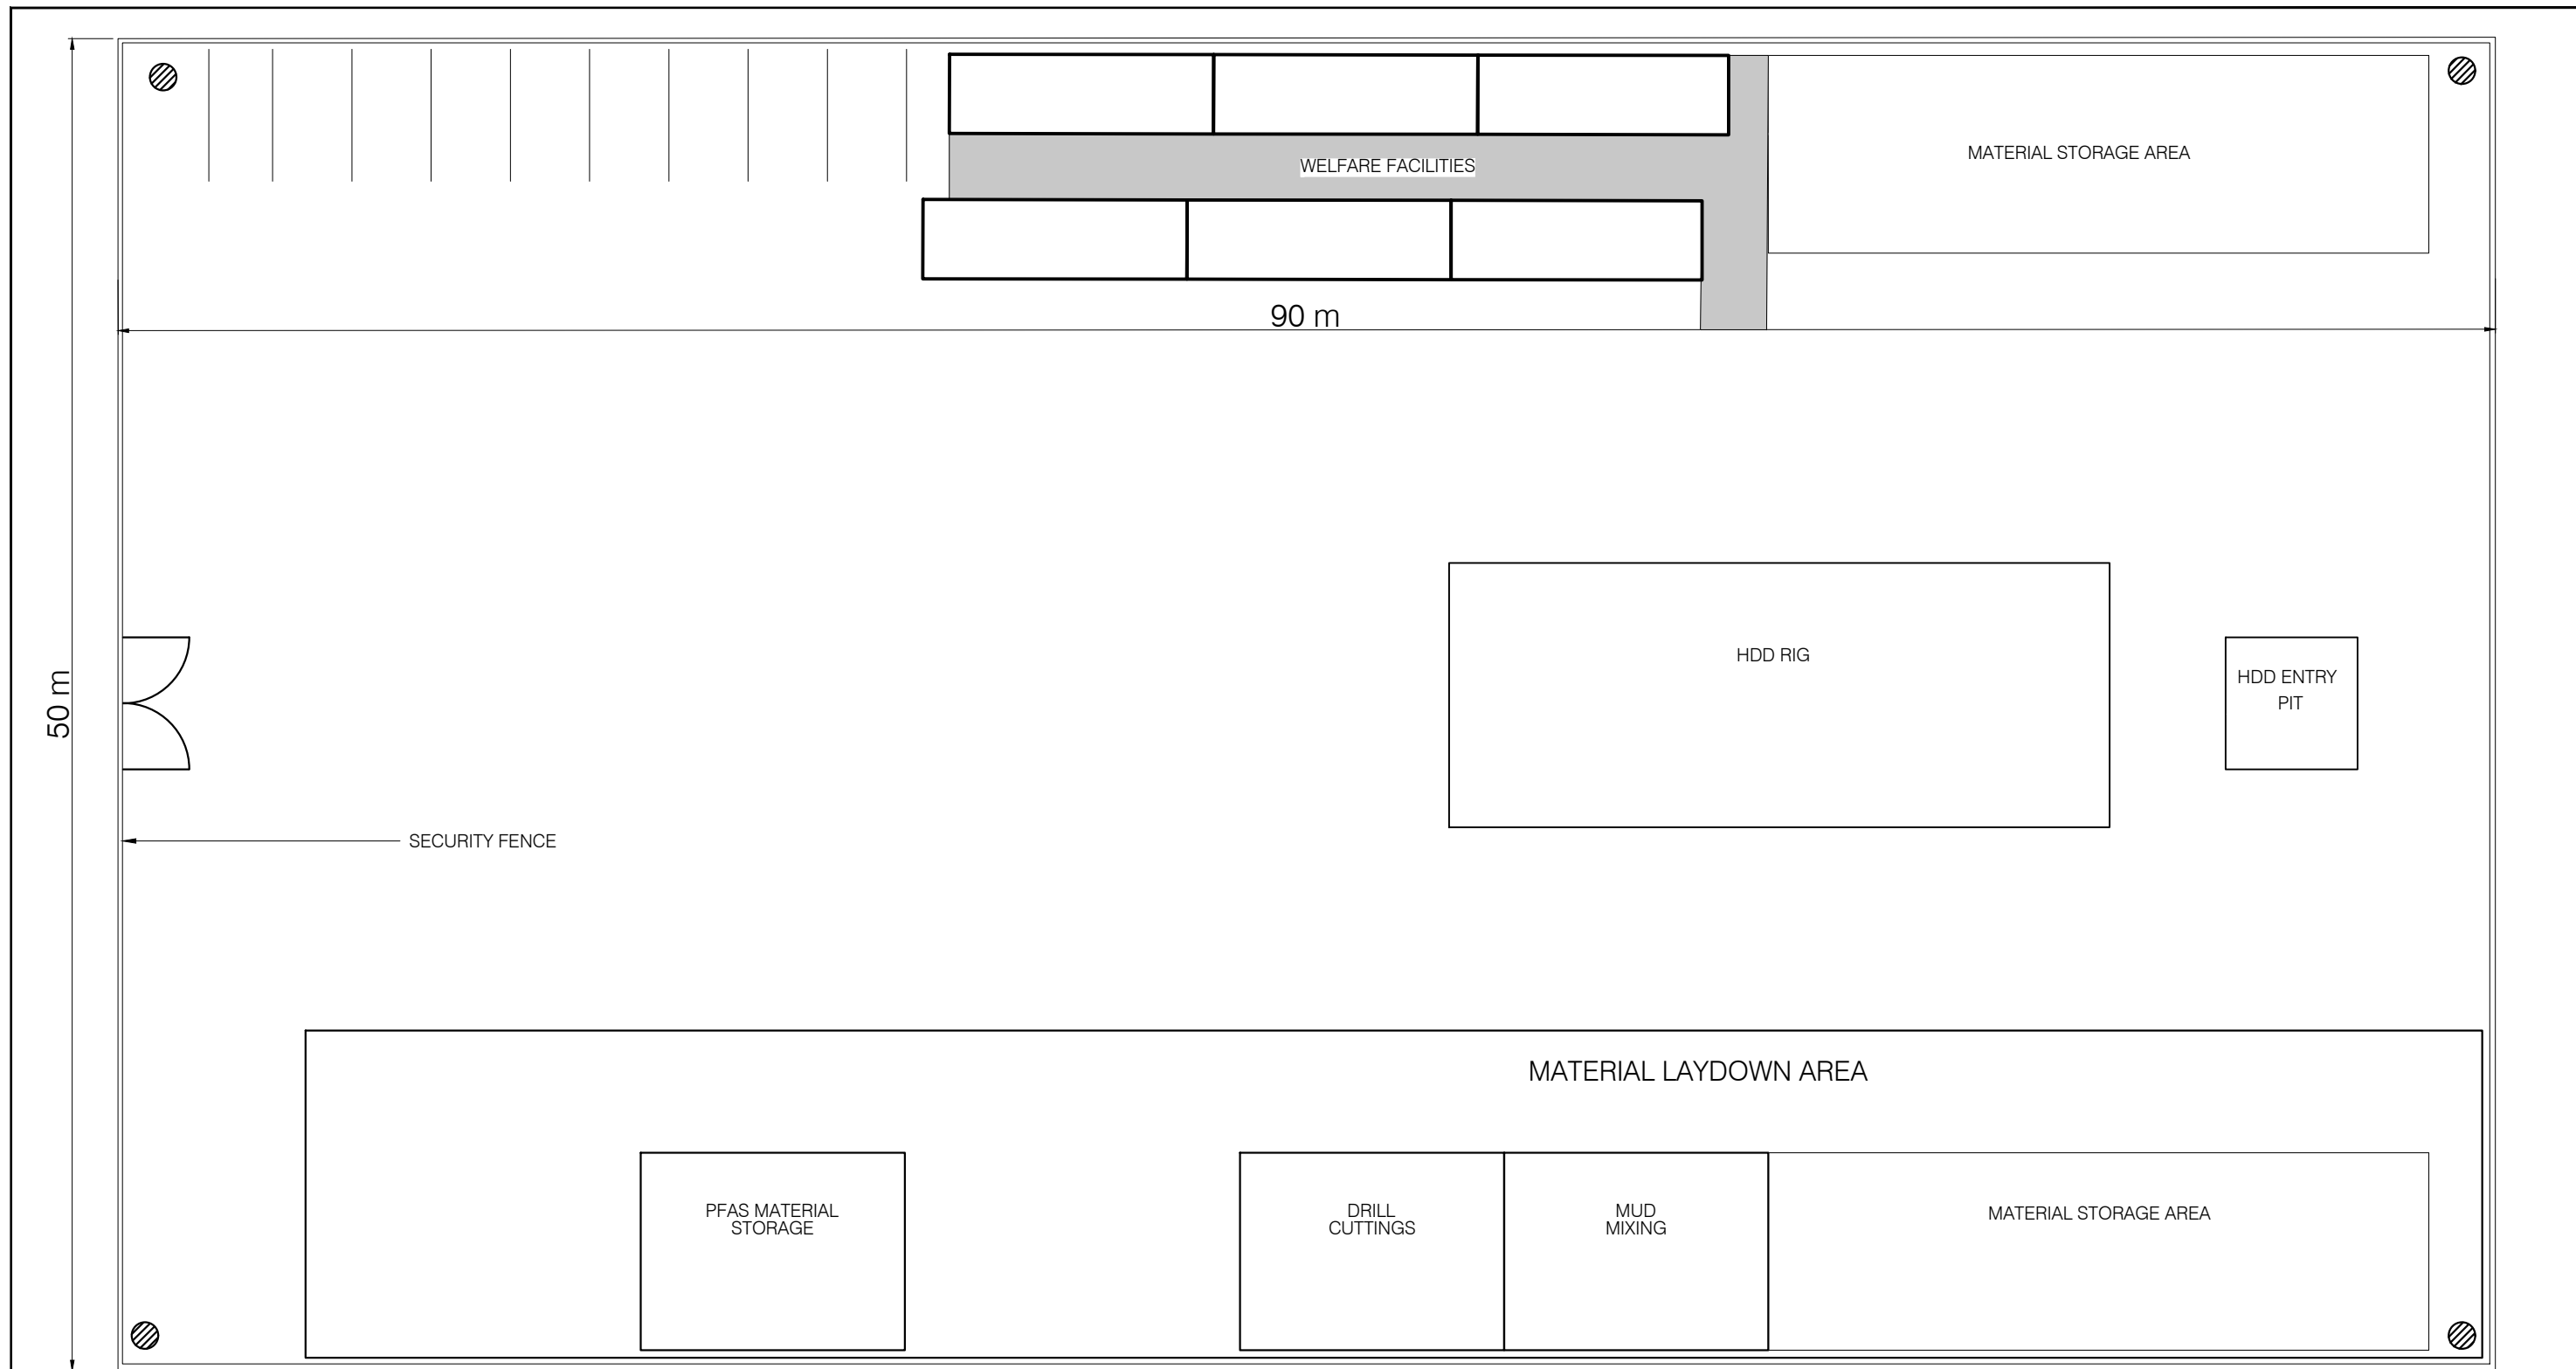 WELFARE FACILITIES
MATERIAL STORAGE AREA
90 m
50 m
HDD RIG
HDD ENTRY
PIT
SECURITY FENCE
MATERIAL LAYDOWN AREA
PFAS MATERIAL
STORAGE
DRILL
CUTTINGS
MUD
MIXING
MATERIAL STORAGE AREA